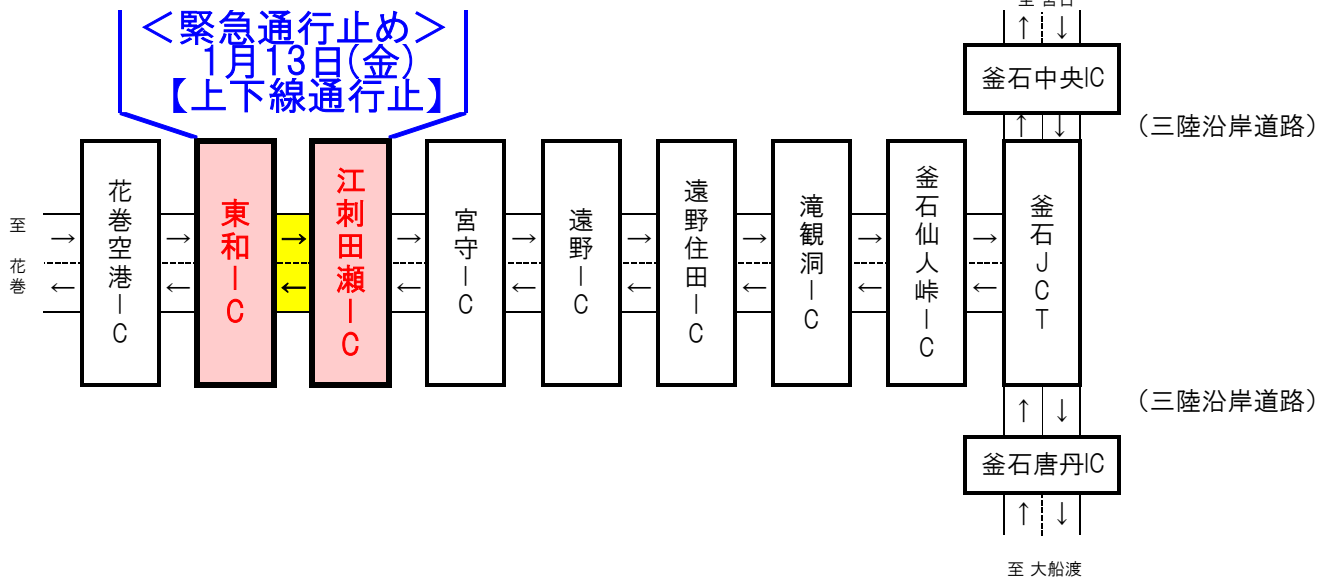 至 宮古
＜緊急通行止め＞
1月13日(金)
【上下線通行止】
↑ ↓
釜石中央IC
↑ ↓
（三陸沿岸道路）
至 花巻
→
←
花巻空港IC
→
←
東和IC
→
←
江刺田瀬IC
→
←
宮守IC
→
←
遠野IC
→
←
遠野住田IC
→
←
滝観洞IC
→
←
釜石仙人峠IC
→
←
釜石JCT
↑ ↓
（三陸沿岸道路）
釜石唐丹IC
↑ ↓
至 大船渡